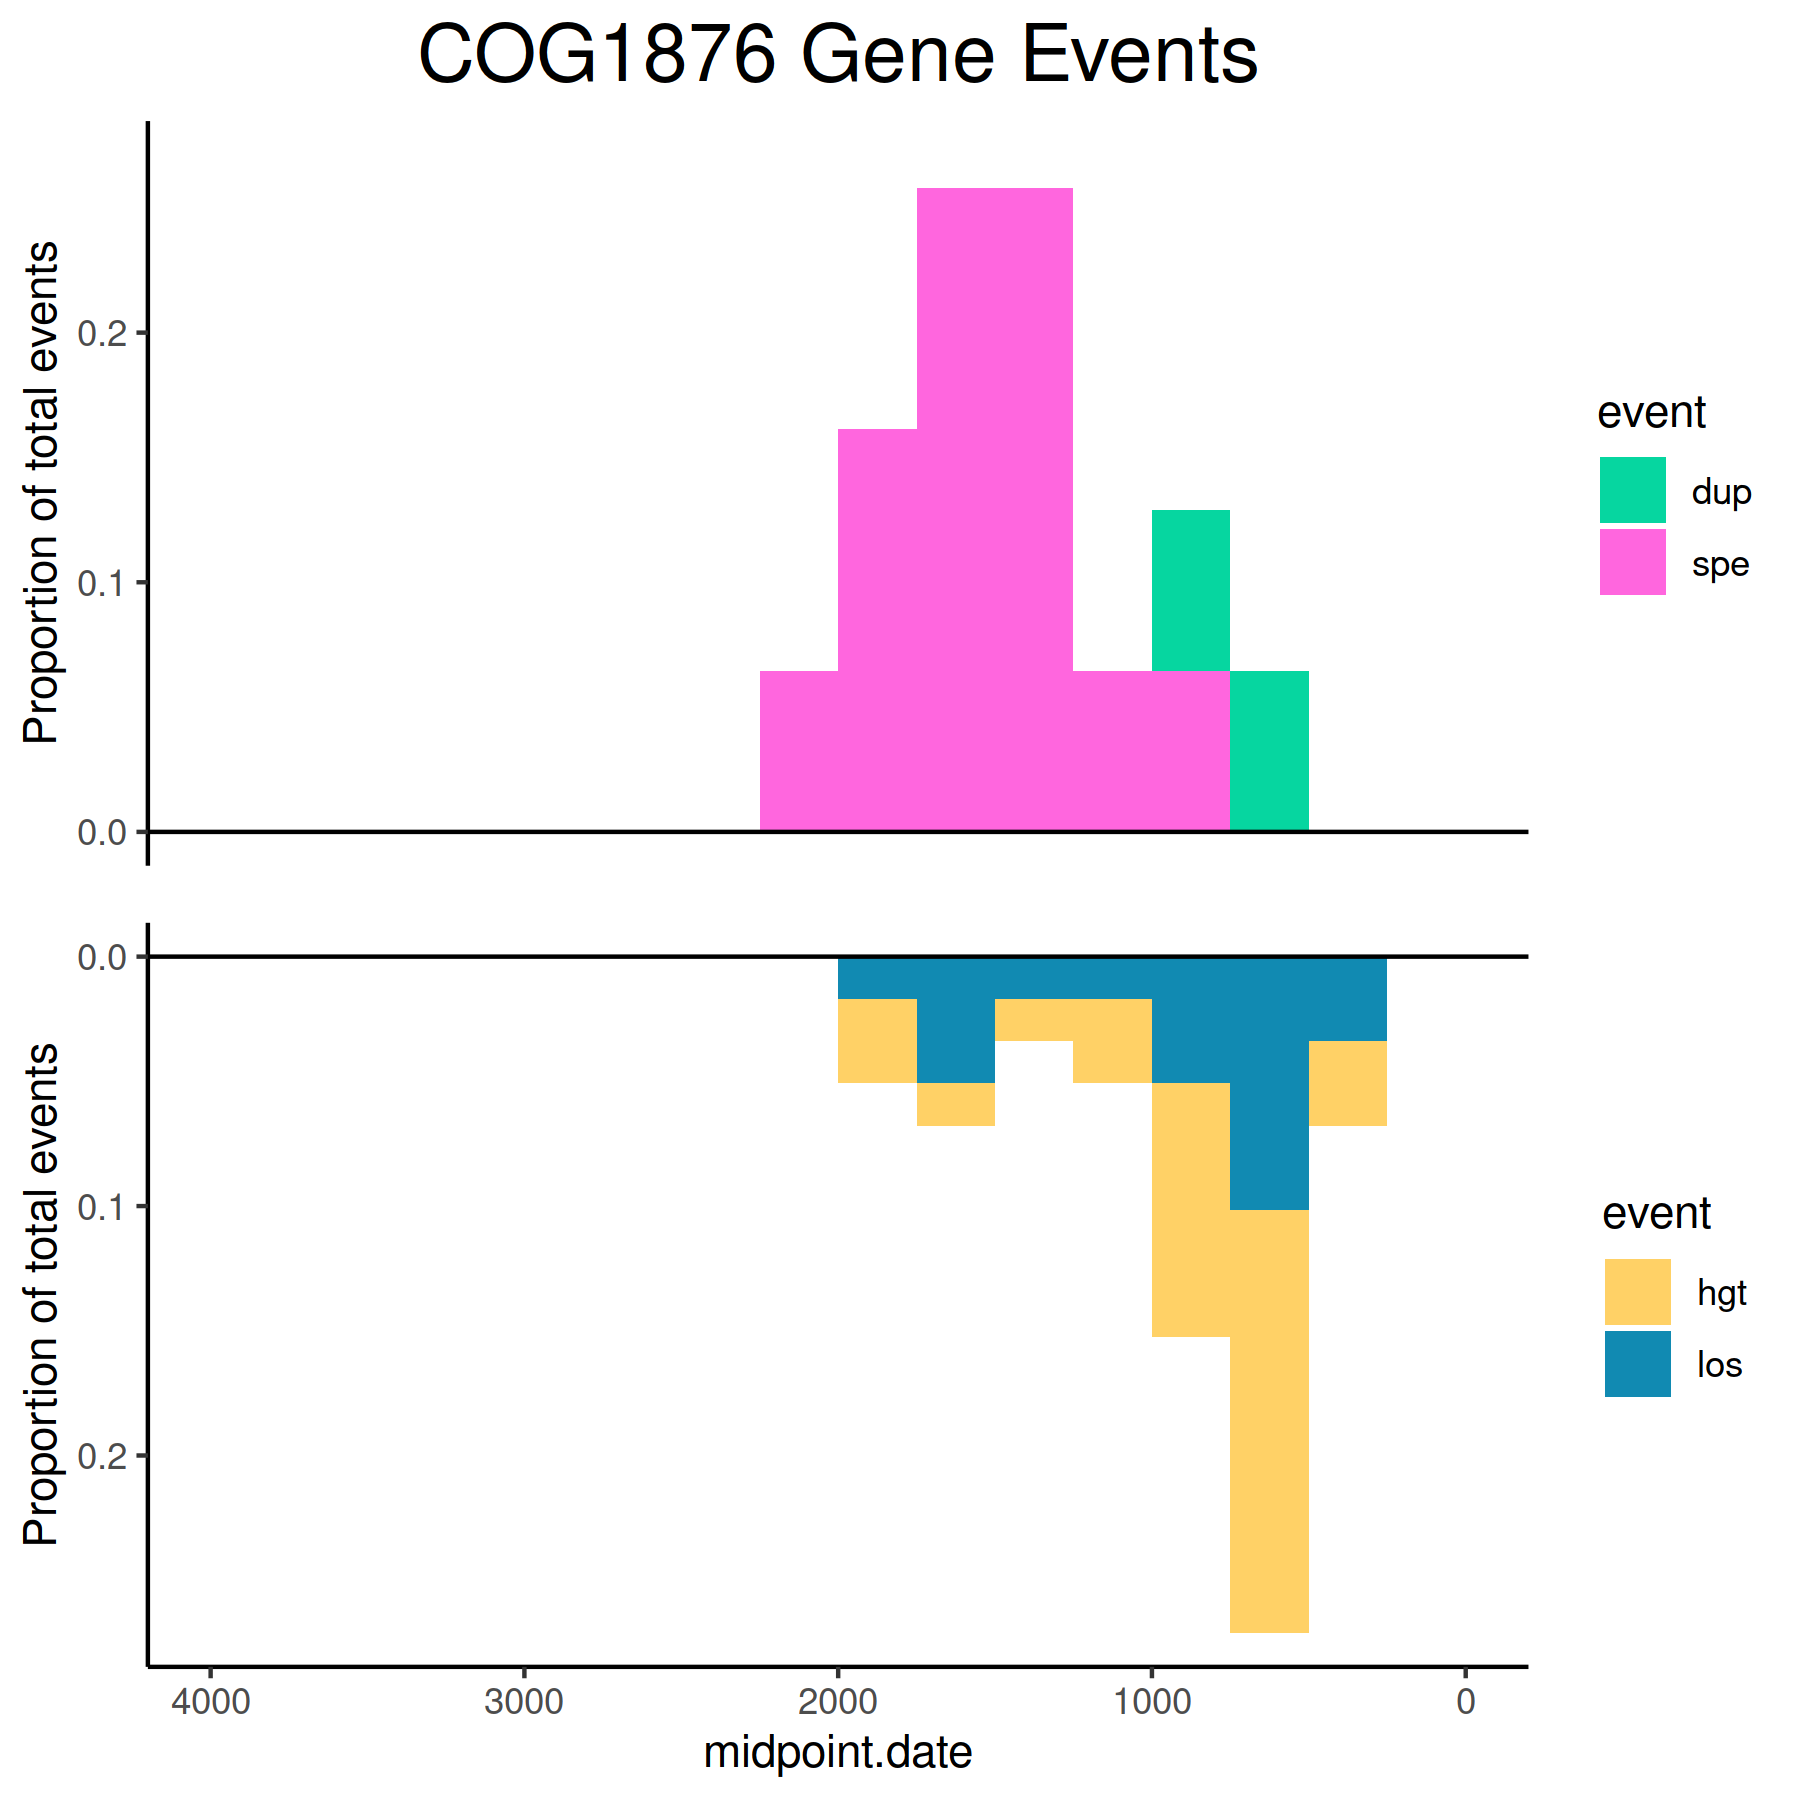 COG1876 Gene Events
Proportion of total events
0.2
0.1
0.0
event
dup
spe
Proportion of total events
0.0
0.1
0.2
event
hgt
los
4000 3000 2000 1000 0
midpoint.date